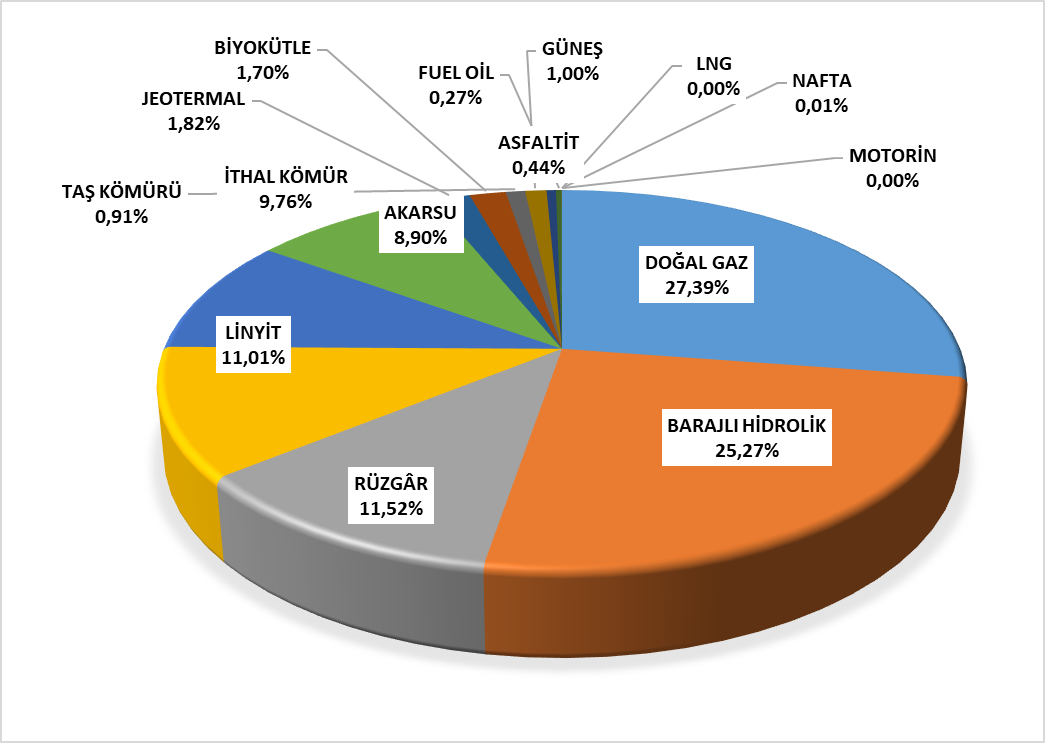 BİYOKÜTLE
1,70%
GÜNEŞ
1,00%
FUEL OİL
0,27%
LNG
0,00%
NAFTA
0,01%
JEOTERMAL
1,82%
ASFALTİT
0,44%
MOTORİN
0,00%
TAŞ KÖMÜRÜ
0,91%
İTHAL KÖMÜR
9,76%
AKARSU
8,90%
DOĞAL GAZ
27,39%
LİNYİT
11,01%
BARAJLI HİDROLİK
25,27%
RÜZGÂR
11,52%